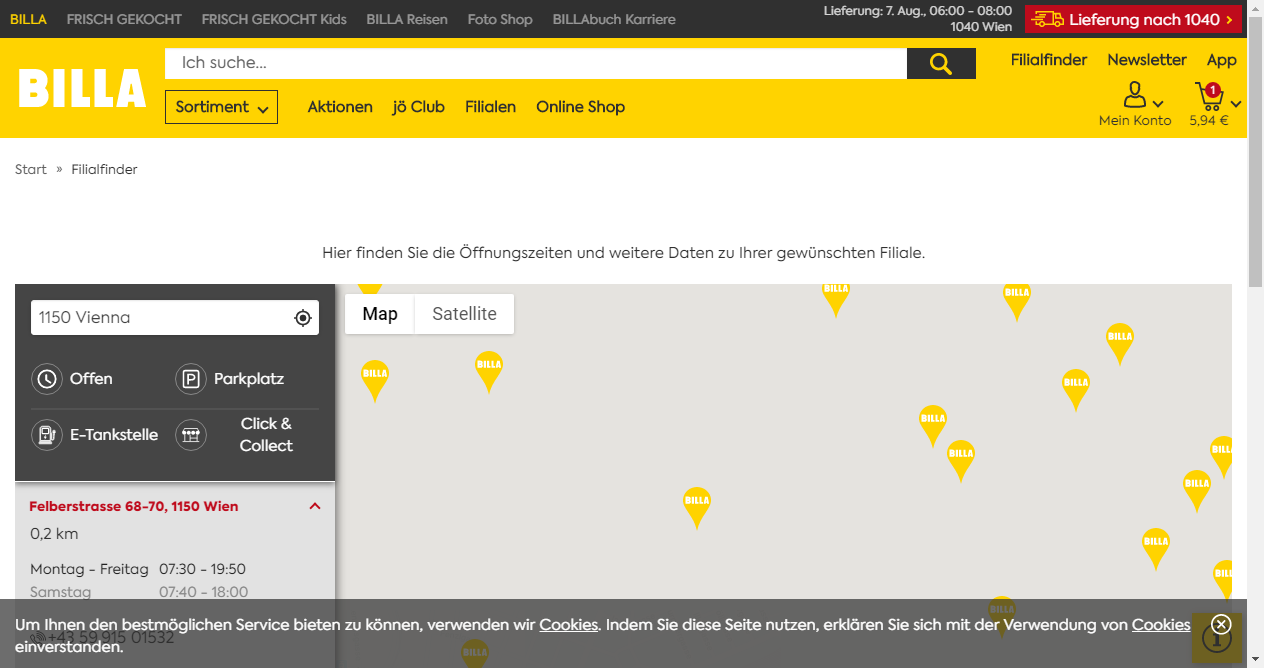 BILLA FRISCH GEKOCHT FRISCH GEKOCHT Kids BILLA Reisen Foto Shop BILLAbuch Karriere
Lieferung: 7. Aug., 06:00 - 08:00
1040 Wien
Lieferung nach 1040 ›
BILLA
Ich suche...
Filialfinder Newsletter App
Sortiment Aktionen jö Club Filialen Online Shop
1
Mein Konto 5,94 €
Start » Filialfinder
Hier finden Sie die Öffnungszeiten und weitere Daten zu Ihrer gewünschten Filiale.
1150 Vienna
Offen
P Parkplatz
E-Tankstelle
Click &
Collect
Felberstrasse 68-70, 1150 Wien
0,2 km
Montag - Freitag 07:30 - 19:50
Samstag 07:40 - 18:00
+43 59 915 01532
Map Satellite
BILLA
BILLA
BILLA
BILLA
BILLA
BILLA
BILLA
BILLA
BILLA
BILLA
BILLA
BILLA
BILLA
Um Ihnen den bestmöglichen Service bieten zu können, verwenden wir Cookies. Indem Sie diese Seite nutzen, erklären Sie sich mit der Verwendung von Cookies
einverstanden.